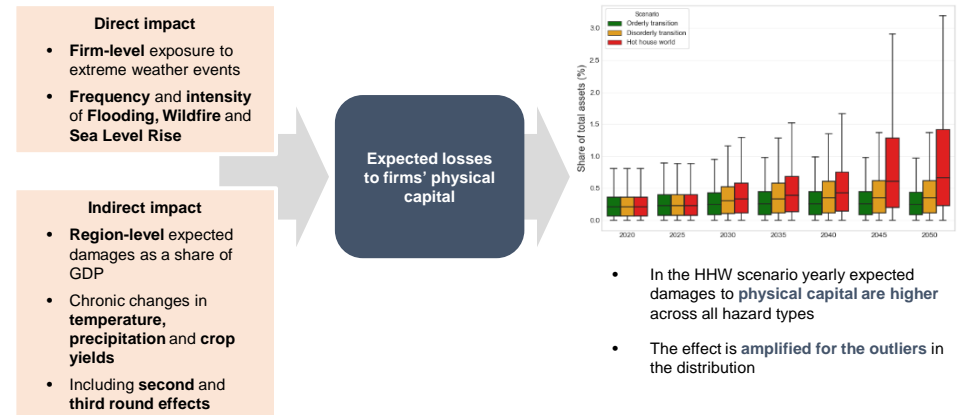 Direct impact
• Firm-level exposure to
extreme weather events
• Frequency and intensity
of Flooding, Wildfire and
Sea Level Rise
Indirect impact
• Region-level expected
damages as a share of
GDP
• Chronic changes in
temperature,
precipitation and crop
yields
• Including second and
third round effects
Expected losses
to firms' physical
capital
Scenario
Orderly transition
Disorderly transition
Hot house world
Share of total assets (%)
3.0
2.5
2.0
1.5
1.0
0.5
0.0
2020 2025 2030 2035 2040 2045 2050
• In the HHW scenario yearly expected
damages to physical capital are higher
across all hazard types
• The effect is amplified for the outliers in
the distribution